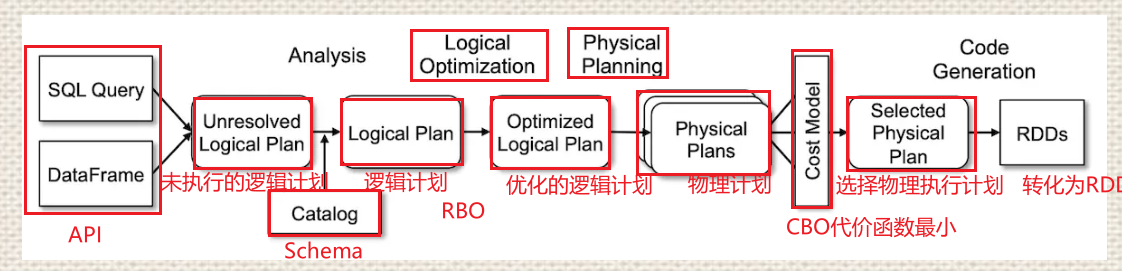 Analysis
Logical
Optimization
Physical
Planning
Code
Generation
SQL Query
DataFrame
Unresolved
Logical Plan
Logical Plan
Optimized
Logical Plan
Physical
Plans
Cost Model
Selected
Physical
Plan
RDDs
未执行的逻辑计划
逻辑计划
优化的逻辑计划
物理计划
选择物理执行计划
转化为RDD
Catalog
RBO
CBO代价函数最小
API
Schema